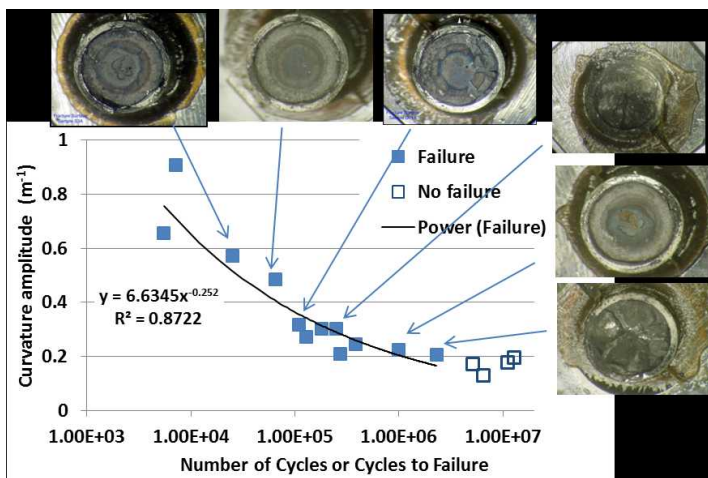 1
0.8
0.6
0.4
0.2
0
Curvature amplitude (m⁻¹)
Failure
No failure
Power (Failure)
y = 6.6345x⁻⁰·²⁵²
R² = 0.8722
1.00E+03 1.00E+04 1.00E+05 1.00E+06 1.00E+07
Number of Cycles or Cycles to Failure